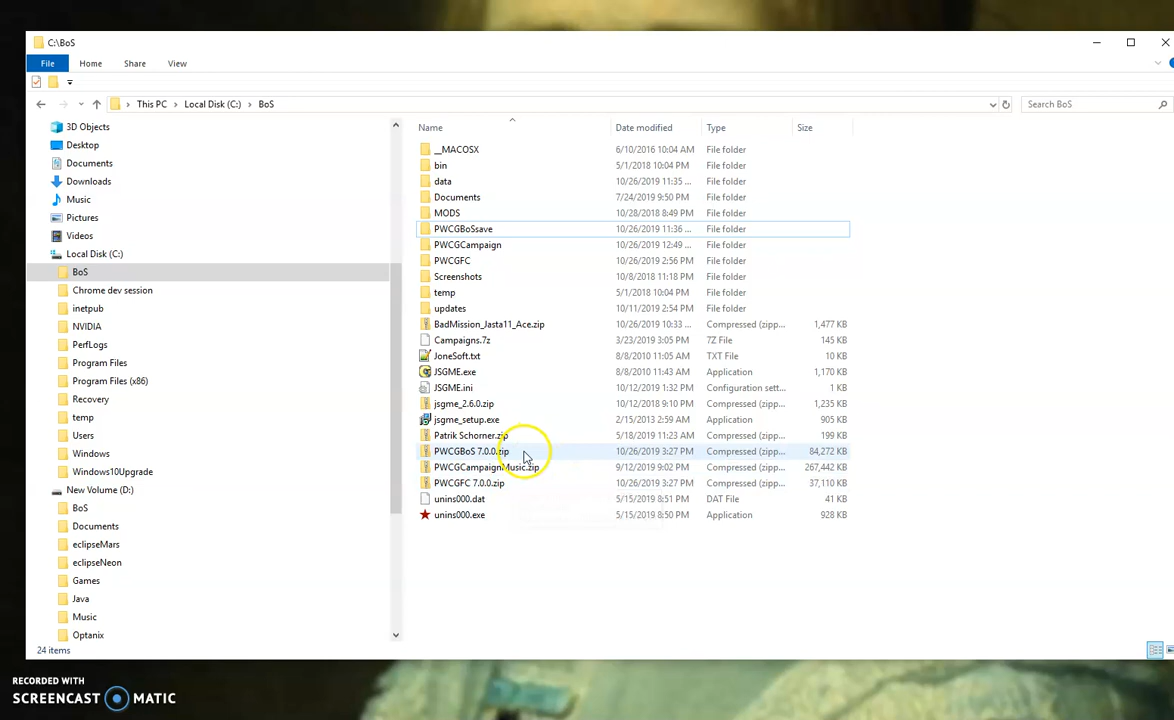 C:\BoS
File Home Share View
This PC Local Disk (C:) BoS Search BoS
3D Objects
Desktop
Documents
Downloads
Music
Pictures
Videos
Local Disk (C:)
BoS
Chrome dev session
inetpub
NVIDIA
PerfLogs
Program Files
Program Files (x86)
Recovery
temp
Users
Windows
Windows10Upgrade
New Volume (D:)
BoS
Documents
eclipseMars
eclipseNeon
Games
Java
Music
Optanix
Name Date modified Type Size
__MACOSX 6/10/2016 10:04 AM File folder
bin 5/1/2018 10:04 PM File folder
data 10/26/2019 11:35 ... File folder
Documents 7/24/2019 9:50 PM File folder
MODS 10/28/2018 8:49 PM File folder
PWCGBoSsave 10/26/2019 11:36 ... File folder
PWCGCampaign 10/26/2019 12:49 ... File folder
PWCGFC 10/26/2019 2:56 PM File folder
Screenshots 10/8/2018 11:18 PM File folder
temp 5/1/2018 10:04 PM File folder
updates 10/11/2019 2:54 PM File folder
BadMission_Jasta11_Ace.zip 10/26/2019 10:33 ... Compressed (zipp... 1,477 KB
Campaigns.7z 3/23/2019 3:05 PM 7Z File 145 KB
JoneSoft.txt 8/8/2010 11:05 AM TXT File 10 KB
JSGME.exe 8/8/2010 11:43 AM Application 1,170 KB
JSGME.ini 10/12/2019 1:32 PM Configuration sett... 1 KB
jsgme_2.6.0.zip 10/12/2018 9:10 PM Compressed (zipp... 1,235 KB
jsgme_setup.exe 2/15/2013 2:59 AM Application 905 KB
Patrik Schorner.zip 5/18/2019 11:23 AM Compressed (zipp... 199 KB
PWCGBoS 7.0.0.zip 10/26/2019 3:27 PM Compressed (zipp... 84,272 KB
PWCGCampaignMusic.zip 9/12/2019 9:02 PM Compressed (zipp... 267,442 KB
PWCGFC 7.0.0.zip 10/26/2019 3:27 PM Compressed (zipp... 37,110 KB
unins000.dat 5/15/2019 8:51 PM DAT File 41 KB
unins000.exe 5/15/2019 8:50 PM Application 928 KB
24 items
RECORDED WITH
SCREENCAST MATIC